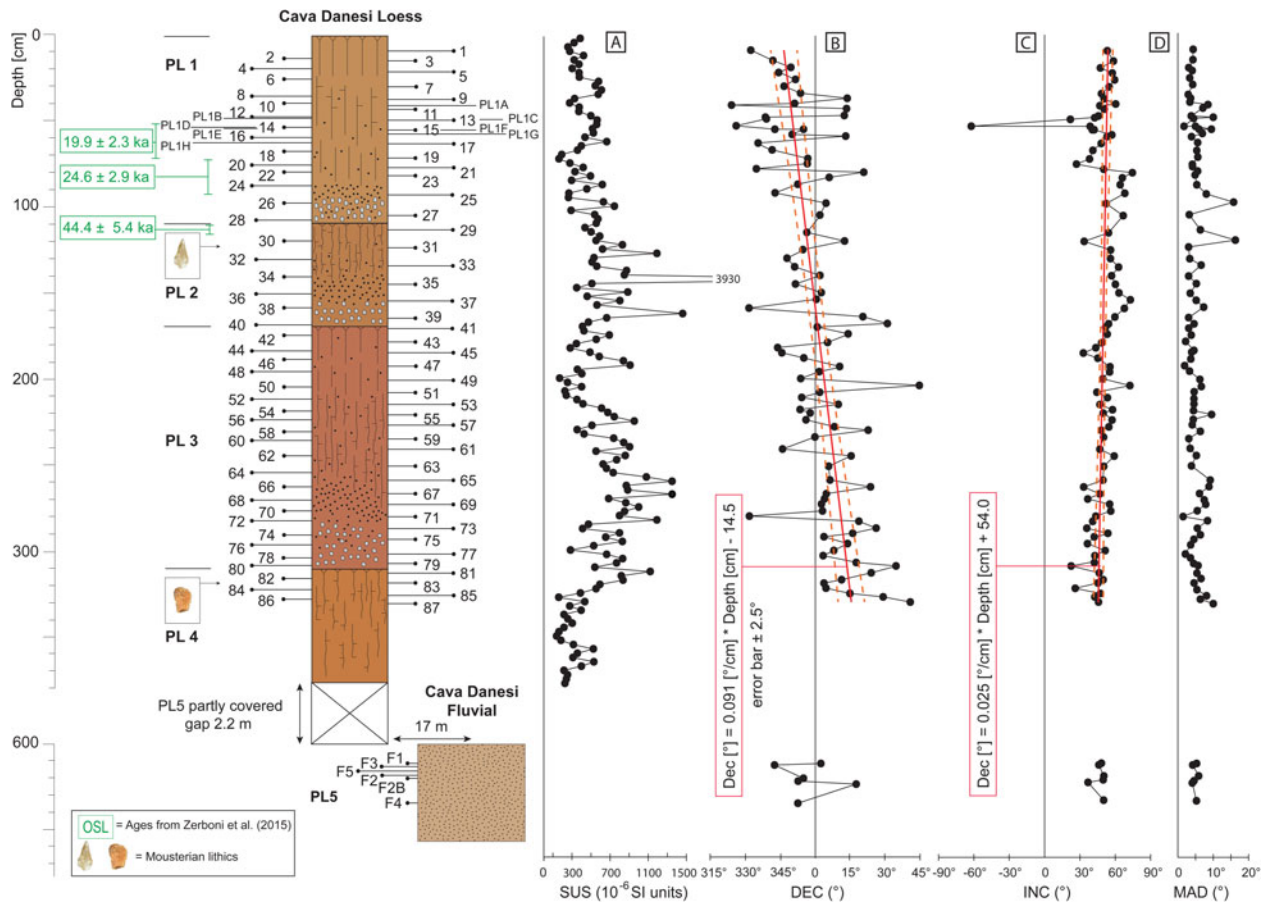 Cava Danesi Loess
A
B
C
D
Depth [cm]
0
100
200
300
600
PL 1
PL 2
PL 3
PL 4
PL5
19.9 ± 2.3 ka
24.6 ± 2.9 ka
44.4 ± 5.4 ka
2
4
6
8
10
PL1B 12
PL1D 14
PL1E 16
PL1H
18
20
22
24
26
28
30
32
34
36
38
40
42
44
46
48
50
52
54
56
58
60
62
64
66
68
70
72
74
76
78
80
82
84
86
1
3
5
7
9
PL1A
11
13 PL1C
15 PL1F PL1G
17
19
21
23
25
27
29
31
33
35
37
39
41
43
45
47
49
51
53
55
57
59
61
63
65
67
69
71
73
75
77
79
81
83
85
87
3930
Dec [°] = 0.091 [°/cm] * Depth [cm] - 14.5
error bar ± 2.5°
Dec [°] = 0.025 [°/cm] * Depth [cm] + 54.0
PL5 partly covered
gap 2.2 m
Cava Danesi
Fluvial
17 m
F1
F3
F5
F2
F2B
F4
OSL = Ages from Zerboni et al. (2015)
= Mousterian lithics
0 300 700 1100 1500
SUS (10-6 SI units)
315° 330° 345° 0 15° 30° 45°
DEC (°)
-90° -60° -30° 0 30° 60° 90°
INC (°)
0 10° 20°
MAD (°)